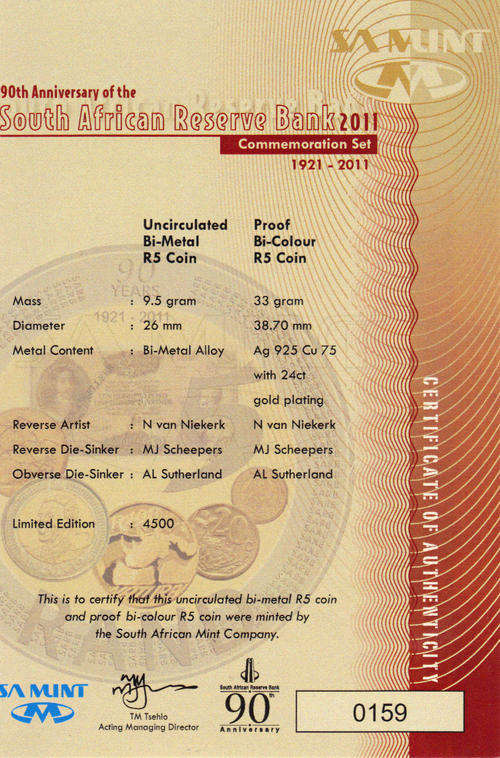 SA MINT
90th Anniversary of the
South African Reserve Bank 2011
Commemoration Set
1921 - 2011
Uncirculated Bi-Metal R5 Coin
Proof Bi-Colour R5 Coin
Mass : 9.5 gram 33 gram
Diameter : 26 mm 38.70 mm
Metal Content : Bi-Metal Alloy Ag 925 Cu 75
with 24ct
gold plating
Reverse Artist : N van Niekerk N van Niekerk
Reverse Die-Sinker : MJ Scheepers MJ Scheepers
Obverse Die-Sinker : AL Sutherland AL Sutherland
Limited Edition : 4500
90
YEARS
1921 - 2011
CERTIFICATE OF AUTHENTICITY
This is to certify that this uncirculated bi-metal R5 coin
and proof bi-colour R5 coin were minted by
the South African Mint Company.
SA MINT
TM Tsehlo
Acting Managing Director
South African Reserve Bank
90th
Anniversary
0159